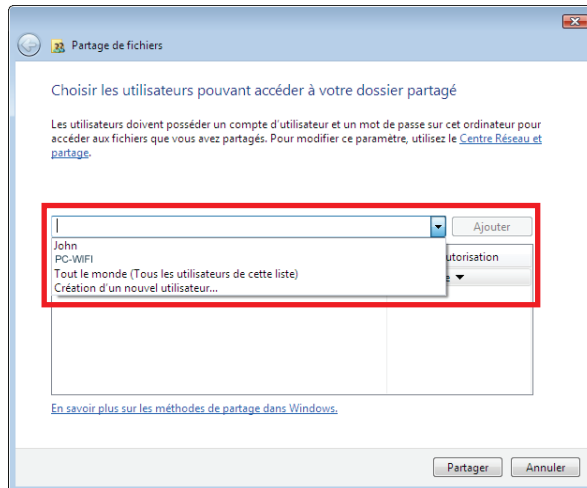 Partage de fichiers
Choisir les utilisateurs pouvant accéder à votre dossier partagé
Les utilisateurs doivent posséder un compte d'utilisateur et un mot de passe sur cet ordinateur pour
accéder aux fichiers que vous avez partagés. Pour modifier ce paramètre, utilisez le Centre Réseau et
partage.
Ajouter
John
utorisation
PC-WIFI
Tout le monde (Tous les utilisateurs de cette liste)
Création d'un nouvel utilisateur...
En savoir plus sur les méthodes de partage dans Windows.
Partager
Annuler